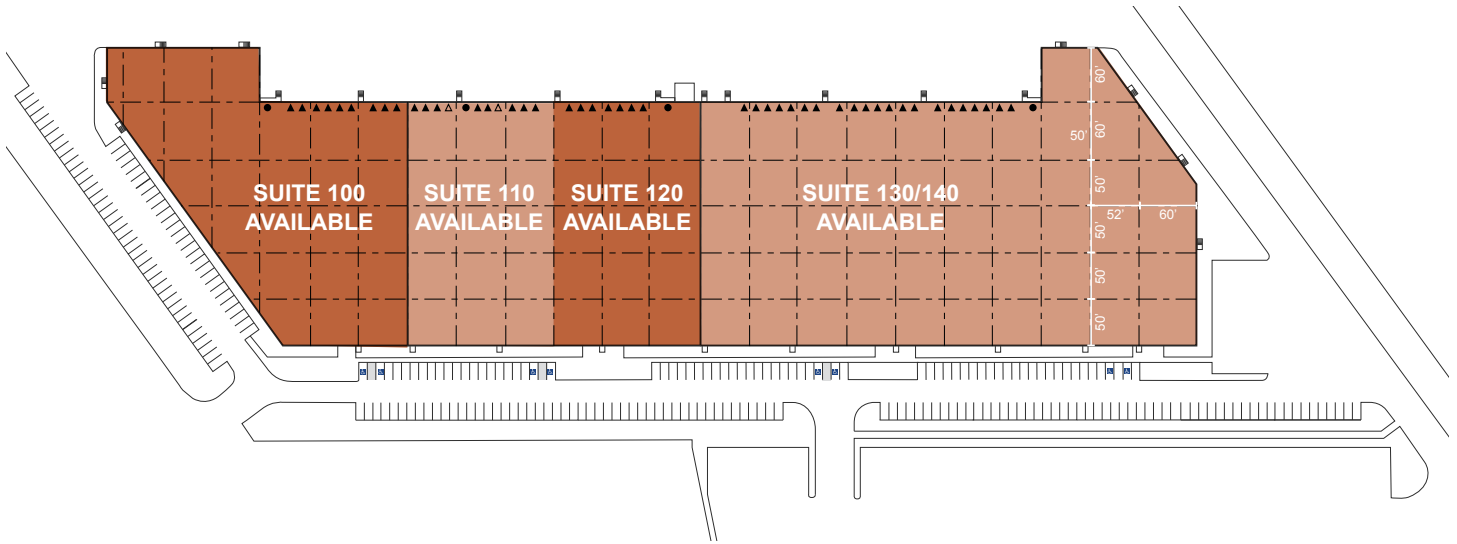 SUITE 100
AVAILABLE
SUITE 110
AVAILABLE
SUITE 120
AVAILABLE
SUITE 130/140
AVAILABLE
60'
50'
60'
50'
52'
60'
50'
50'
50'